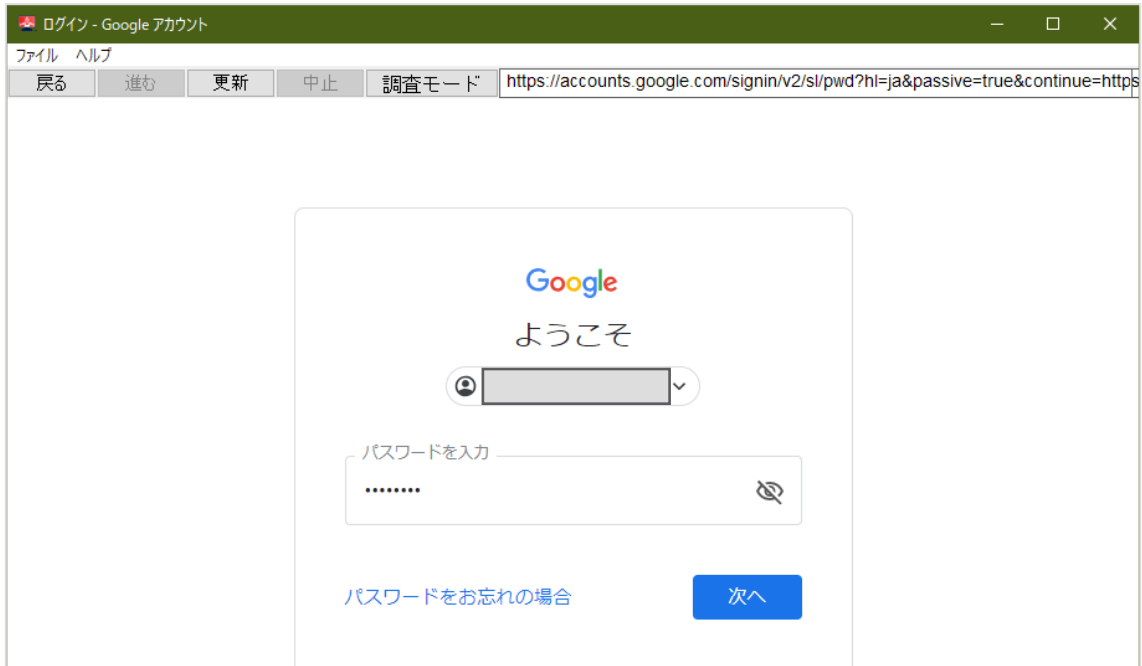 ログイン - Google アカウント
ファイル ヘルプ
戻る 進む 更新 中止 調査モード https://accounts.google.com/signin/v2/sl/pwd?hl=ja&passive=true&continue=https
Google
ようこそ
パスワードを入力
••••••••
パスワードをお忘れの場合 次へ